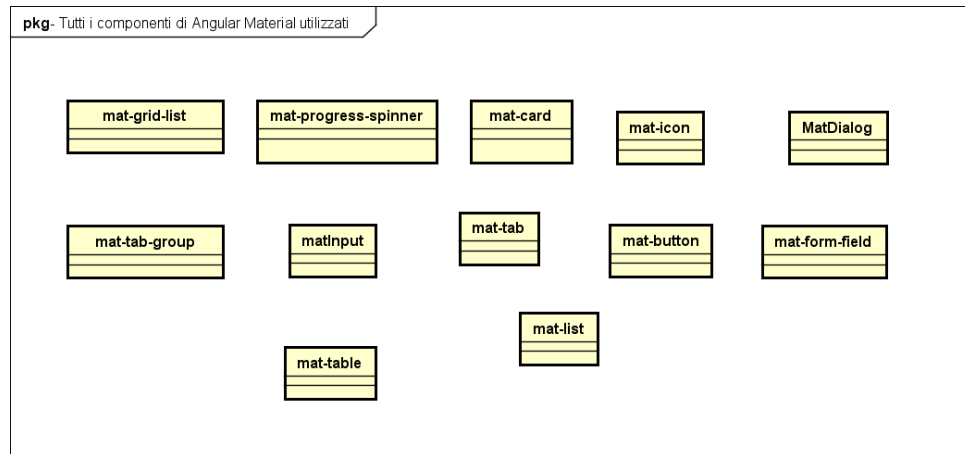 pkg- Tutti i componenti di Angular Material utilizzati
mat-grid-list
mat-progress-spinner
mat-card
mat-icon
MatDialog
mat-tab-group
matInput
mat-tab
mat-button
mat-form-field
mat-list
mat-table